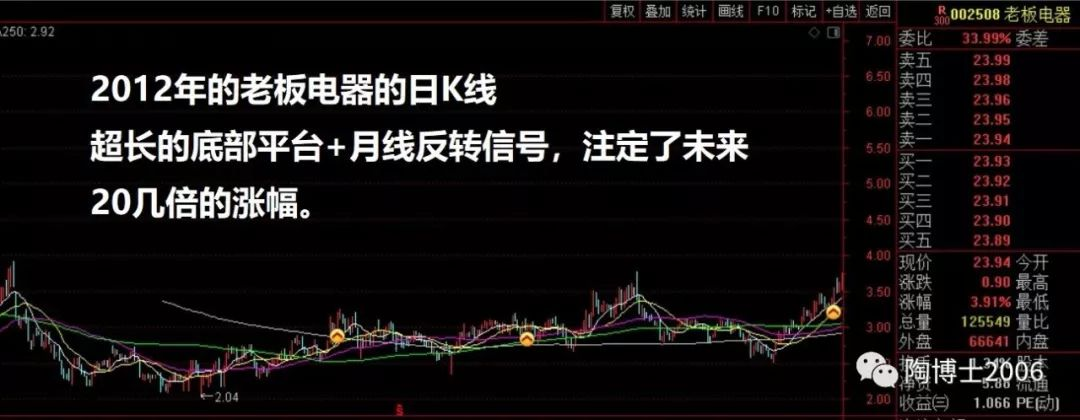 复权 叠加 统计 画线 F10 标记 +自选 返回
R 300 002508 老板电器
250: 2.92
委比 33.99% 委差
卖五 23.99
卖四 23.98
卖三 23.96
卖二 23.95
卖一 23.94
买一 23.93
买二 23.92
买三 23.91
买四 23.90
买五 23.89
现价 23.94 今开
涨跌 0.90 最高
涨幅 3.91% 最低
总量 125549 量比
外盘 66641 内盘
收益㈢ 1.066 PE(动)
7.00
6.50
6.00
5.50
5.00
4.50
4.00
3.50
3.00
2.50
2.00
2012年的老板电器的日K线
超长的底部平台+月线反转信号，注定了未来
20几倍的涨幅。
←2.04
S
陶博士2006